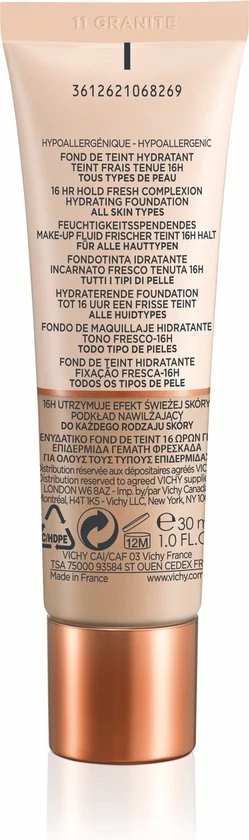 11 GRANITE
3612621068269
HYPOALLERGÉNIQUE - HYPOALLERGENIC
FOND DE TEINT HYDRATANT
TEINT FRAIS TENUE 16H
TOUS TYPES DE PEAU
16 HR HOLD FRESH COMPLEXION
HYDRATING FOUNDATION
ALL SKIN TYPES
FEUCHTIGKEITSSPENDENDES
MAKE-UP FLUID FRISCHER TEINT 16H HALT
FÜR ALLE HAUTTYPEN
FONDOTINTA IDRATANTE
INCARNATO FRESCO TENUTA 16H
TUTTI I TIPI DI PELLE
HYDRATERENDE FOUNDATION
TOT 16 UUR EEN FRISSE TEINT
ALLE HUIDTYPES
FONDO DE MAQUILLAJE HIDRATANTE
TONO FRESCO-16H
TODO TIPO DE PIELES
FOND DE TEINT HIDRATANTE
FIXAÇÃO FRESCA-16H
TODOS OS TIPOS DE PELE
16H UTRZYMUJE EFEKT ŚWIEŻEJ SKÓRY
PODKŁAD NAWILŻAJĄCY
DO KAŻDEGO RODZAJU SKÓRY
ΕΝΥΔΑΤΙΚΟ FOND DE TEINT 16 ΩΡΩΝ ΓΙ
ΕΠΙΔΕΡΜΙΔΑ ΓΕΜΑΤΗ ΦΡΕΣΚΑΔΑ
ΓΙΑ ΟΛΟΥΣ ΤΟΥΣ ΤΥΠΟΥΣ ΕΠΙΔΕΡΜΙΔΑΣ
Distribution réservée aux dépositaires agréés VICHY
distribution reserved to authorized VICHY supplie
LONDON W6 8AZ - Imp. by/par Vichy Canada
Montréal, H4T 1K5 - Vichy LLC, New York, NY 10
C/HDPE
12M
℮ 30 m
1.0 FL.
VICHY CAI/CAF 03 Vichy France
TSA 75000 93584 ST OUEN CEDEX FR
Made in France www.vichy.com